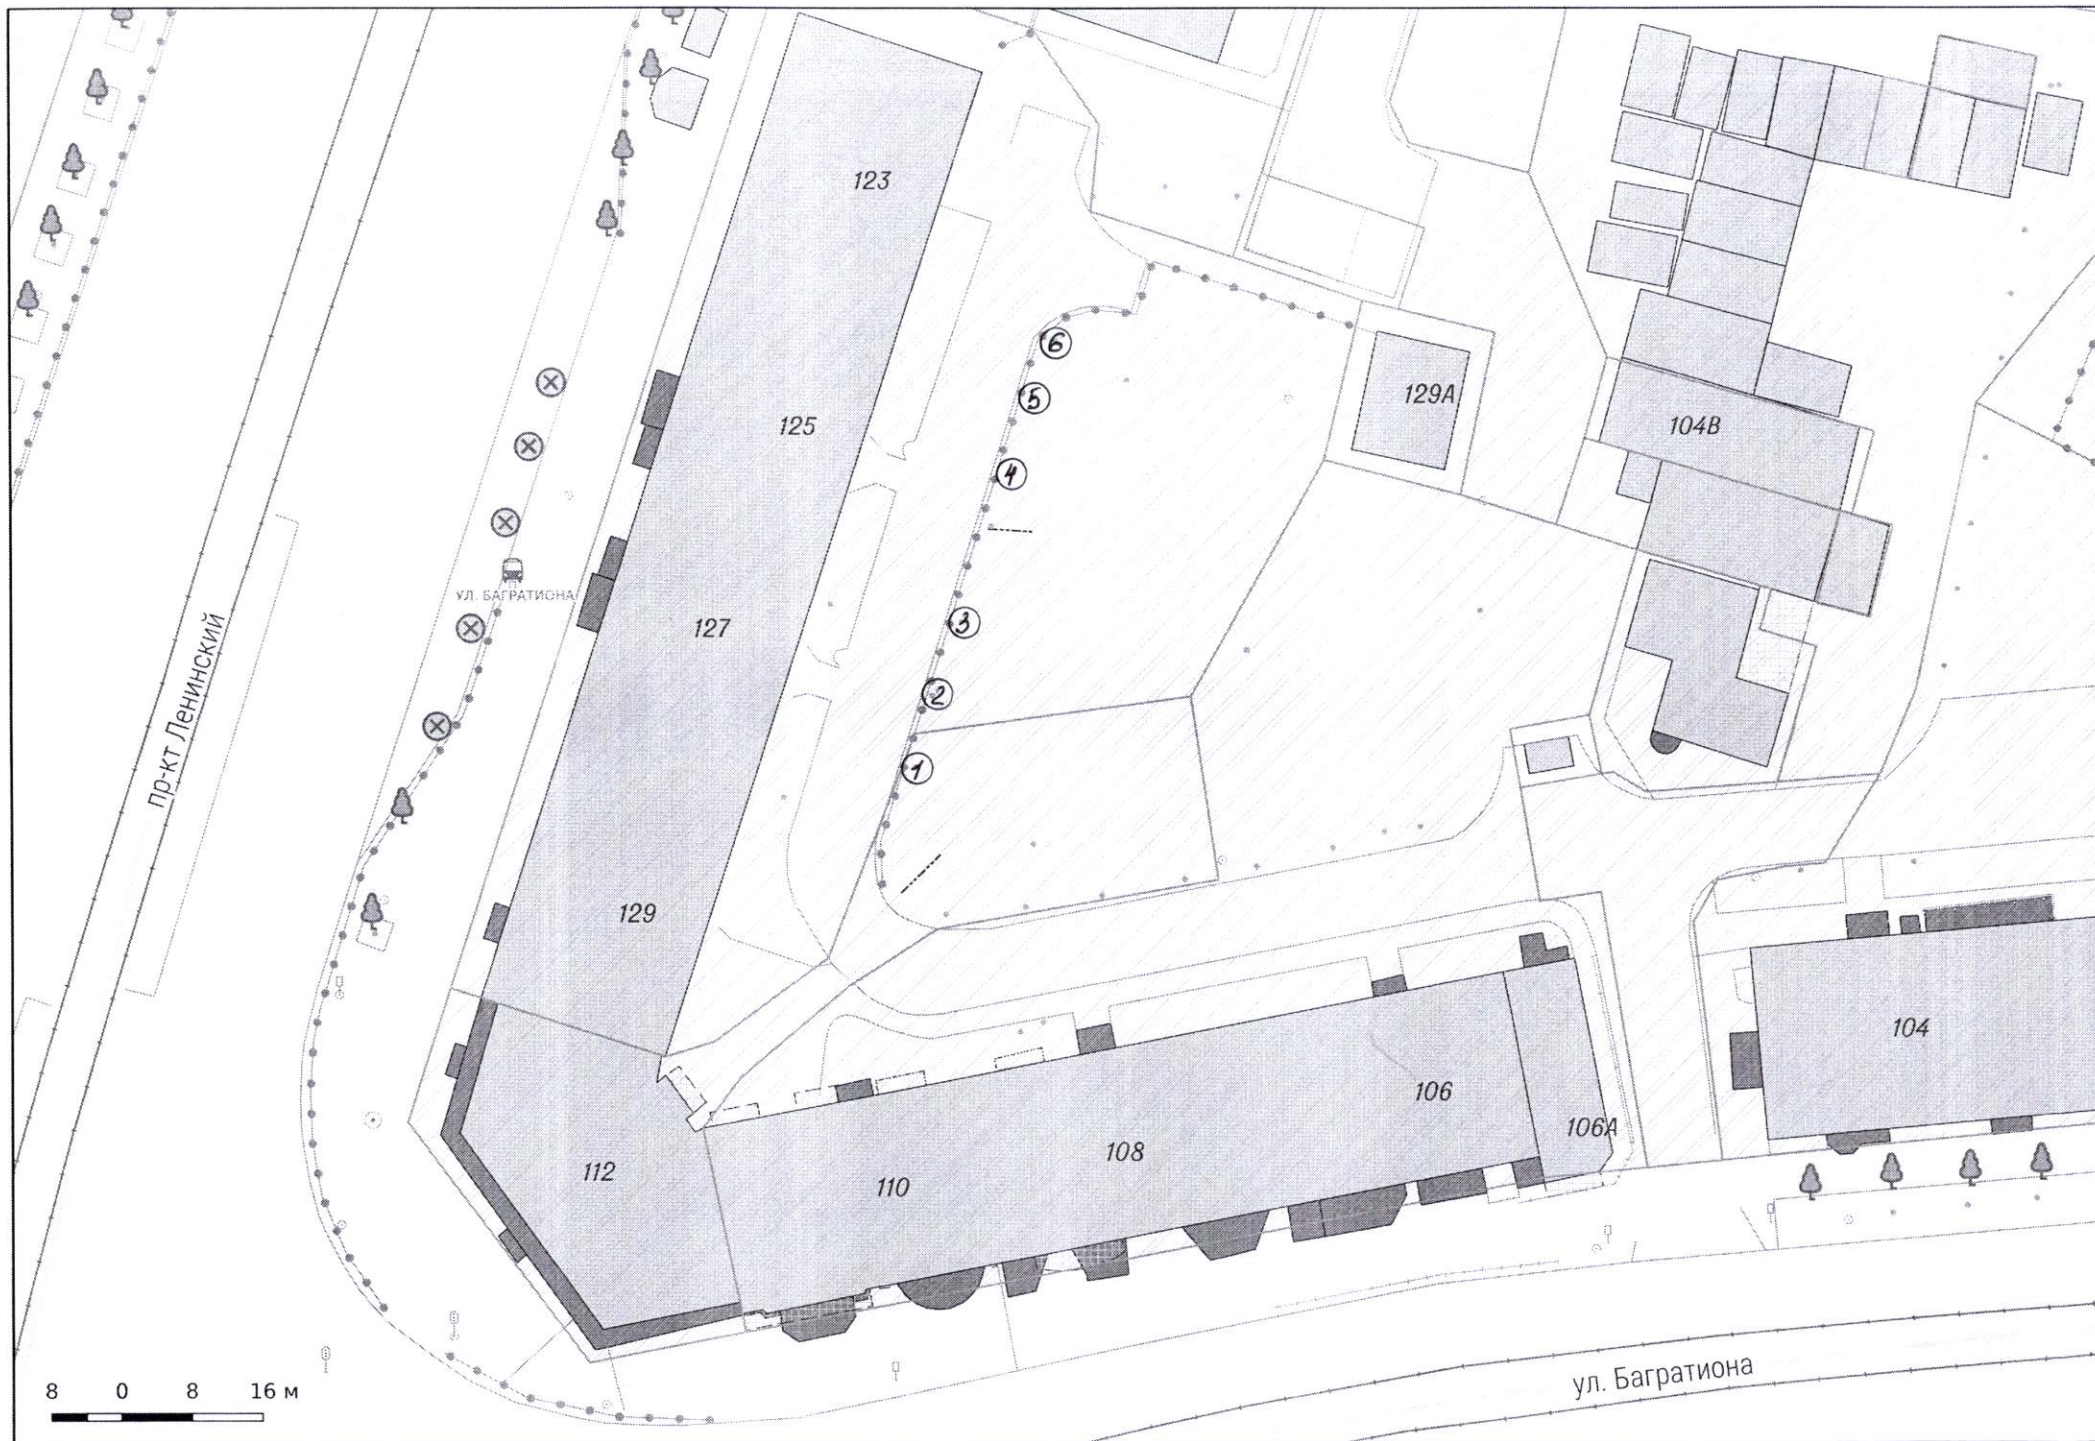 123
6
5
129А
125
104В
4
УЛ. БАГРАТИОНА
127
3
2
пр-кт Ленинский
1
129
104
106
106А
108
112
110
ул. Багратиона
8 0 8 16 м